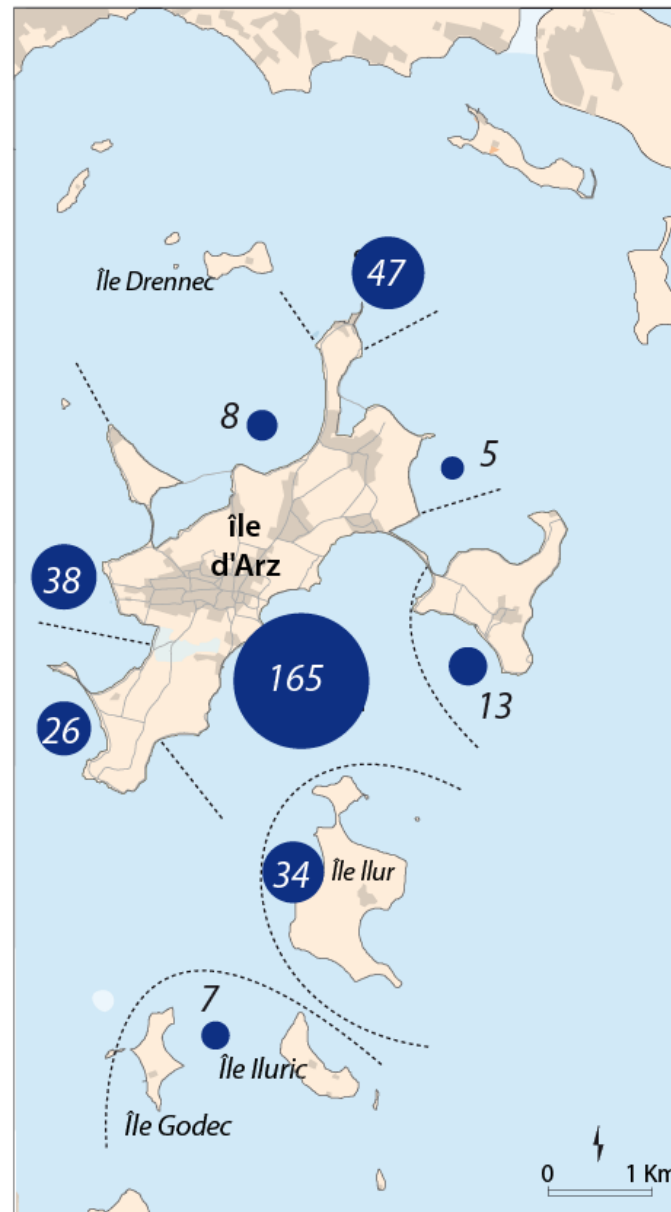 47
Île Drennec
8
5
île
d'Arz
38
165
13
26
34
Île Ilur
7
Île Iluric
Île Godec
0 1 Km